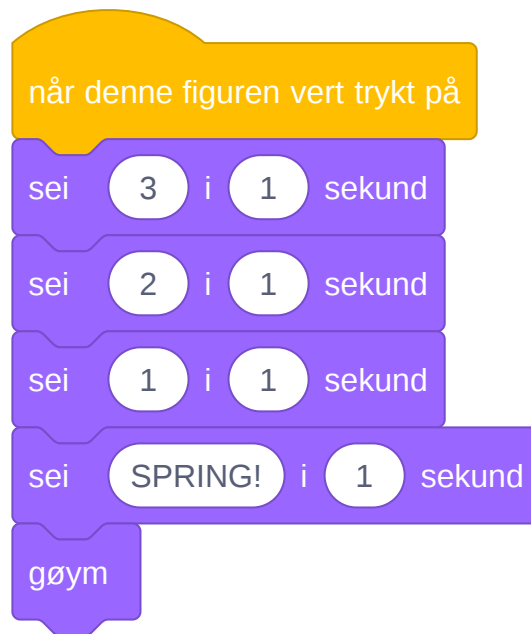 når denne figuren vert trykt på
sei 3 i 1 sekund
sei 2 i 1 sekund
sei 1 i 1 sekund
sei SPRING! i 1 sekund
gøym